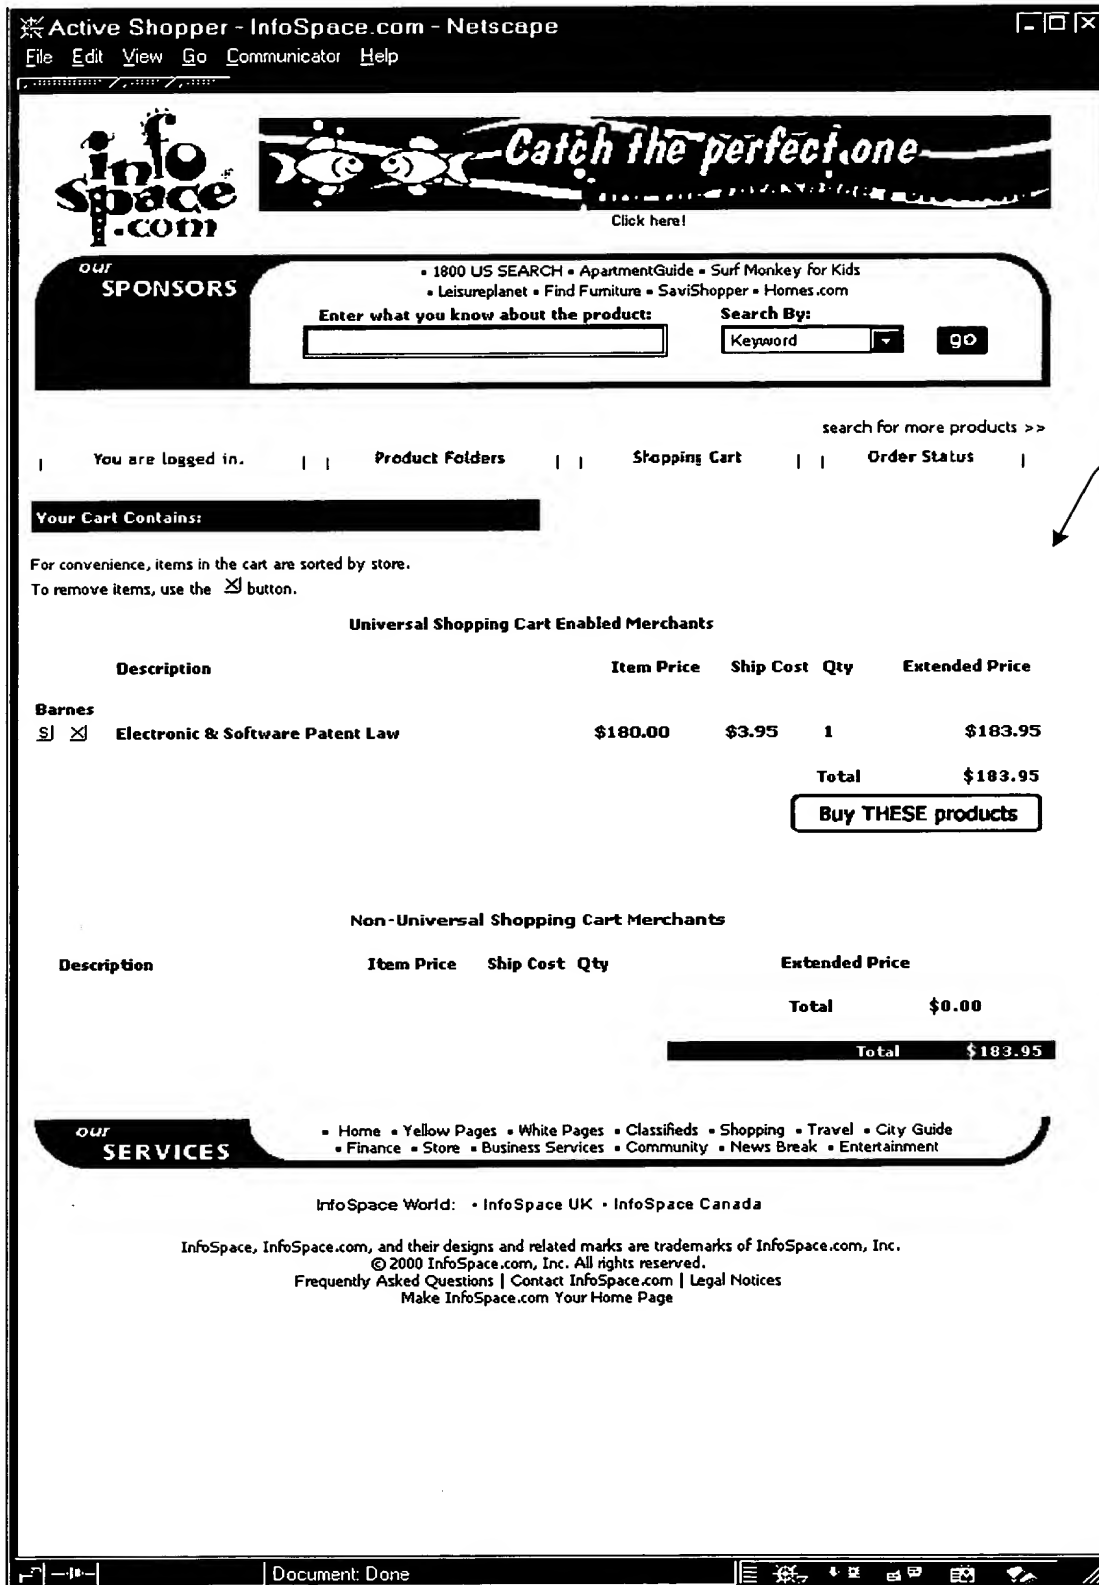 Active Shopper - InfoSpace.com - Netscape
File Edit View Go Communicator Help
info
space
.com
Catch the perfect one
Click here!
our
SPONSORS
▪ 1800 US SEARCH ▪ ApartmentGuide ▪ Surf Monkey for Kids
▪ Leisureplanet ▪ Find Furniture ▪ SaviShopper ▪ Homes.com
Enter what you know about the product: Search By:
Keyword go
search for more products >>
| You are logged in. | | Product Folders | | Shopping Cart | | Order Status |
Your Cart Contains:
For convenience, items in the cart are sorted by store.
To remove items, use the X button.
Universal Shopping Cart Enabled Merchants
Description Item Price Ship Cost Qty Extended Price
Barnes
S X Electronic & Software Patent Law $180.00 $3.95 1 $183.95
Total $183.95
Buy THESE products
Non-Universal Shopping Cart Merchants
Description Item Price Ship Cost Qty Extended Price
Total $0.00
Total $183.95
our
SERVICES
▪ Home ▪ Yellow Pages ▪ White Pages ▪ Classifieds ▪ Shopping ▪ Travel ▪ City Guide
▪ Finance ▪ Store ▪ Business Services ▪ Community ▪ News Break ▪ Entertainment
InfoSpace World: ▪ InfoSpace UK ▪ InfoSpace Canada
InfoSpace, InfoSpace.com, and their designs and related marks are trademarks of InfoSpace.com, Inc.
© 2000 InfoSpace.com, Inc. All rights reserved.
Frequently Asked Questions | Contact InfoSpace.com | Legal Notices
Make InfoSpace.com Your Home Page
Document: Done